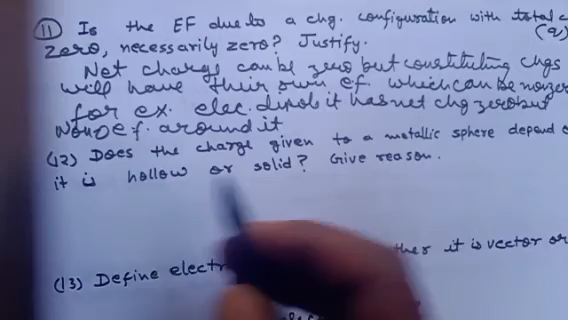 (11) Is the EF due to a chg. configuration with total c
zero, necessarily zero? Justify. (a)
Net charge can be zero but constituting chgs
will have their own ef. which can be nonzer
for ex. elec. dipole it has net chg zero but
e.f. around it
(12) Does the charge given to a metallic sphere depend o
it is hollow or solid? Give reason.
(13) Define electr ther it is vector or